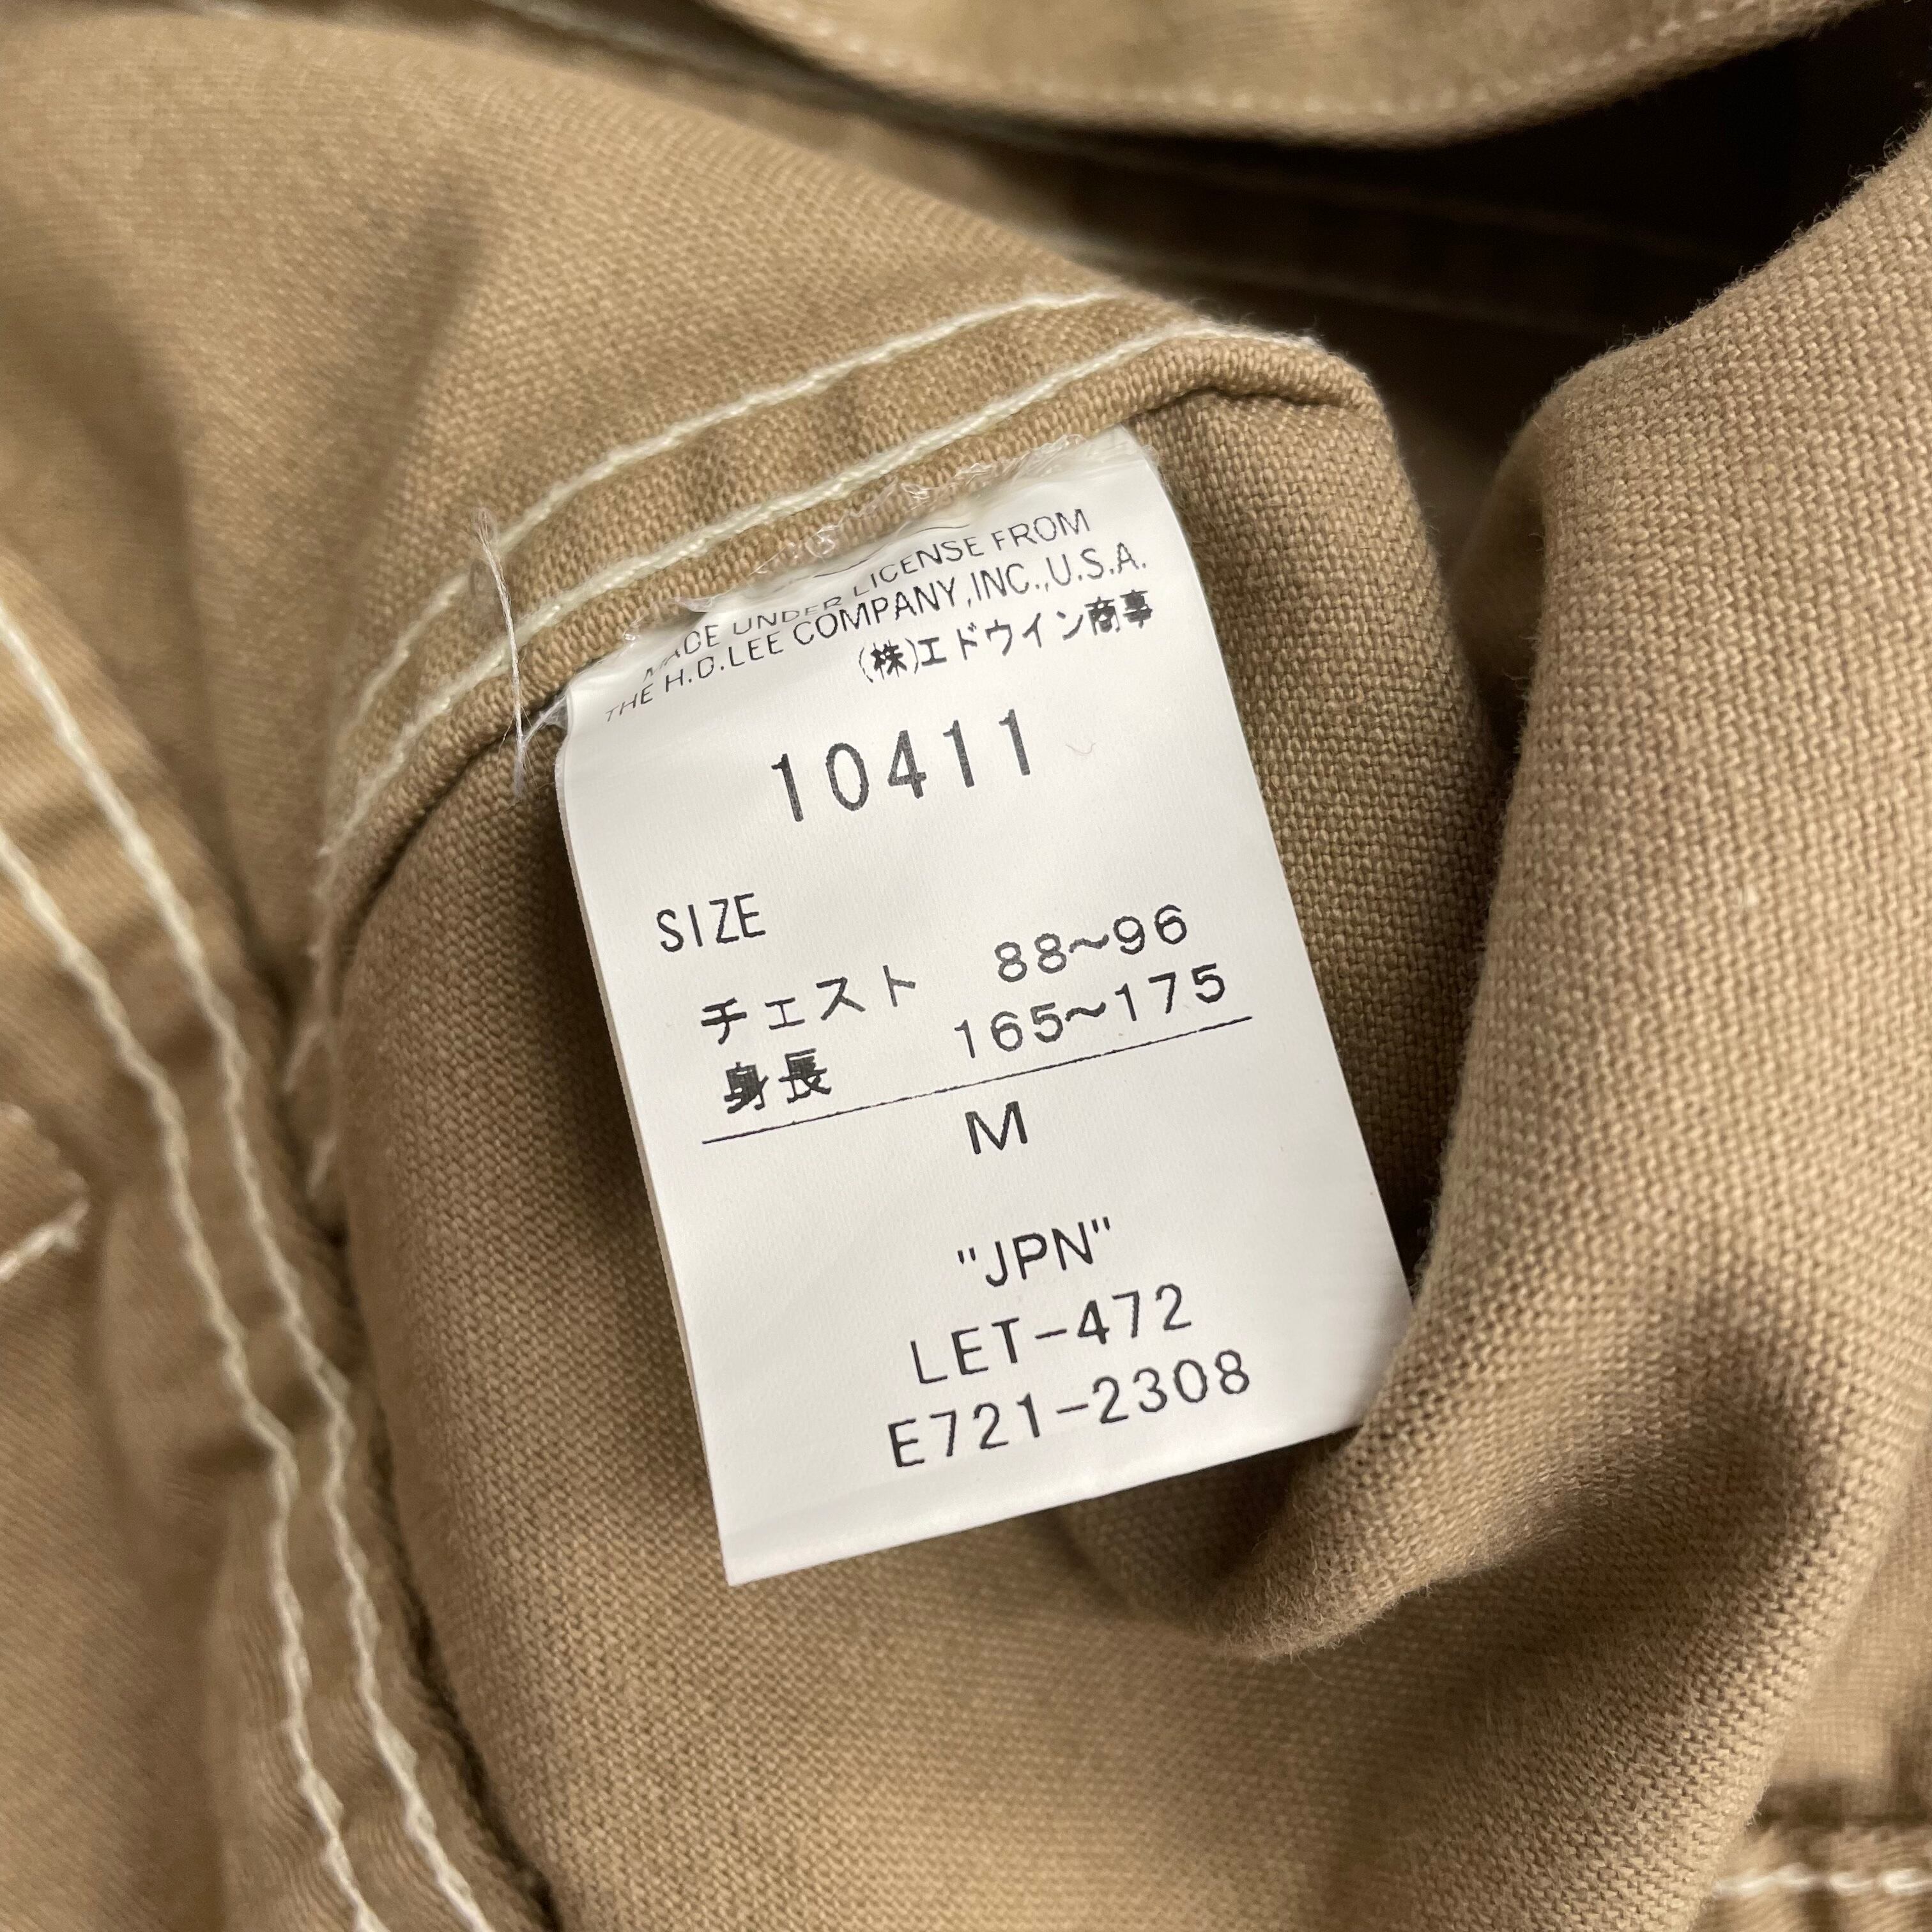 MADE UNDER LICENSE FROM
THE H.D.LEE COMPANY,INC.,U.S.A.
(株)エドウイン商事
10411
SIZE
チェスト 88~96
身長 165~175
M
"JPN"
LET-472
E721-2308